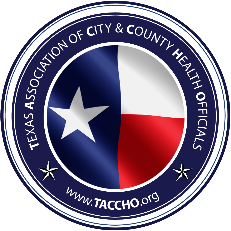 TEXAS ASSOCIATION OF CITY & COUNTY HEALTH OFFICIALS
www.TACCHO.org